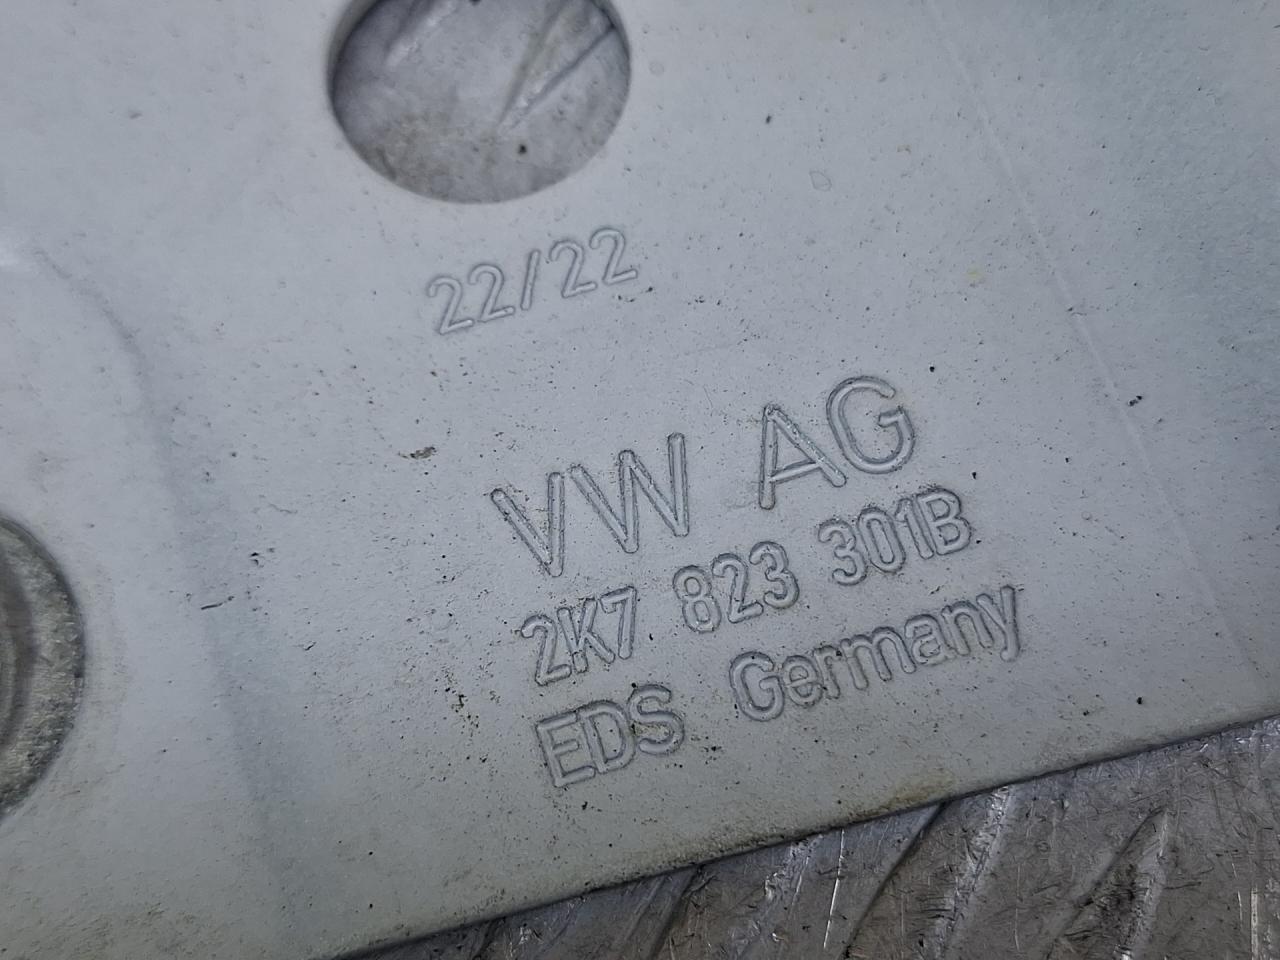 22/22
VW AG
2K7 823 301B
EDS Germany